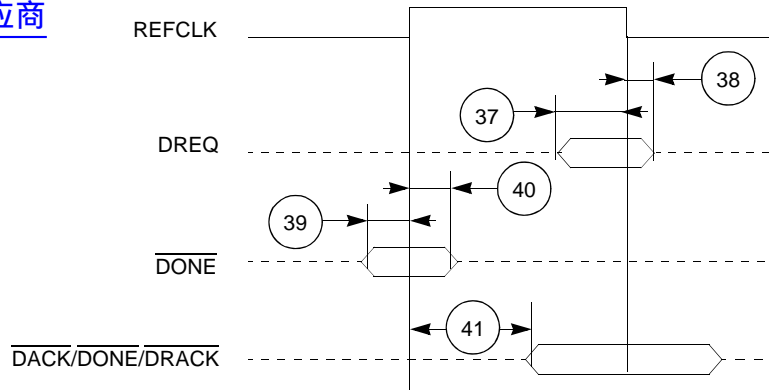 应商
REFCLK
38
37
DREQ
40
39
DONE
41
DACK/DONE/DRACK